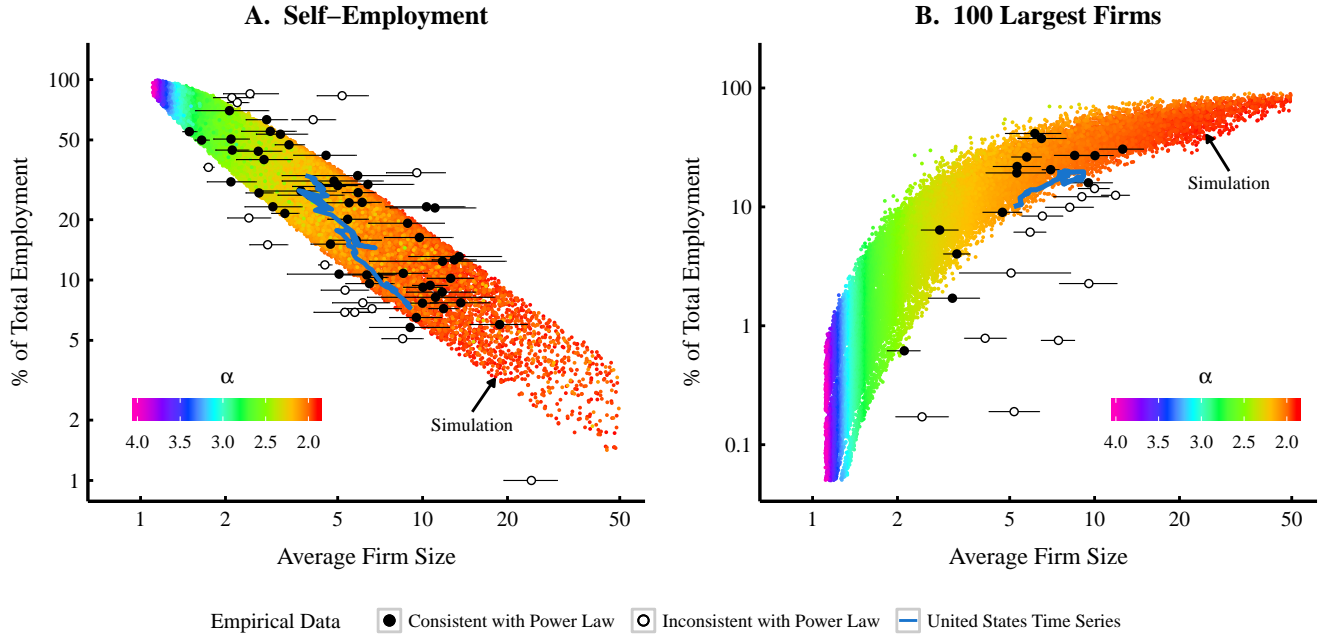 A. Self−Employment
B. 100 Largest Firms
% of Total Employment
100
50
20
10
5
2
1
α
4.0 3.5 3.0 2.5 2.0
Simulation
1 2 5 10 20 50
Average Firm Size
% of Total Employment
100
10
1
0.1
Simulation
α
4.0 3.5 3.0 2.5 2.0
1 2 5 10 20 50
Average Firm Size
Empirical Data Consistent with Power Law Inconsistent with Power Law United States Time Series